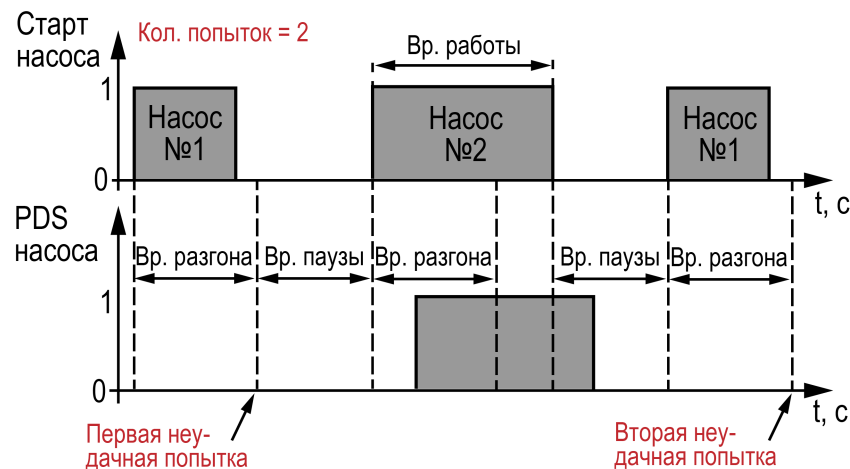 Старт
насоса
Кол. попыток = 2
Вр. работы
1
Насос
№1
Насос
№2
Насос
№1
0
t, с
PDS
насоса
Вр. разгона
Вр. паузы
Вр. разгона
Вр. паузы
Вр. разгона
1
0
t, с
Первая неу-
дачная попытка
Вторая неу-
дачная попытка